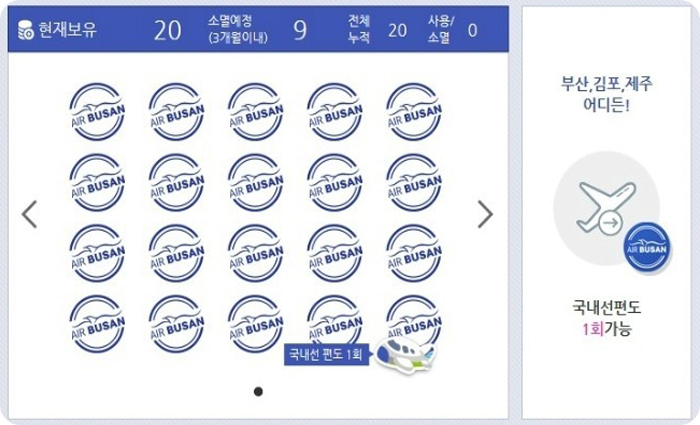 현재보유 20 소멸예정 (3개월이내) 9 전체 누적 20 사용/ 소멸 0
AIR BUSAN AIR BUSAN AIR BUSAN AIR BUSAN AIR BUSAN
AIR BUSAN AIR BUSAN AIR BUSAN AIR BUSAN AIR BUSAN
AIR BUSAN AIR BUSAN AIR BUSAN AIR BUSAN AIR BUSAN
AIR BUSAN AIR BUSAN AIR BUSAN AIR BUSAN AIR BUSAN
국내선 편도 1회
부산,김포,제주
어디든!
AIR BUSAN
국내선편도
1회가능